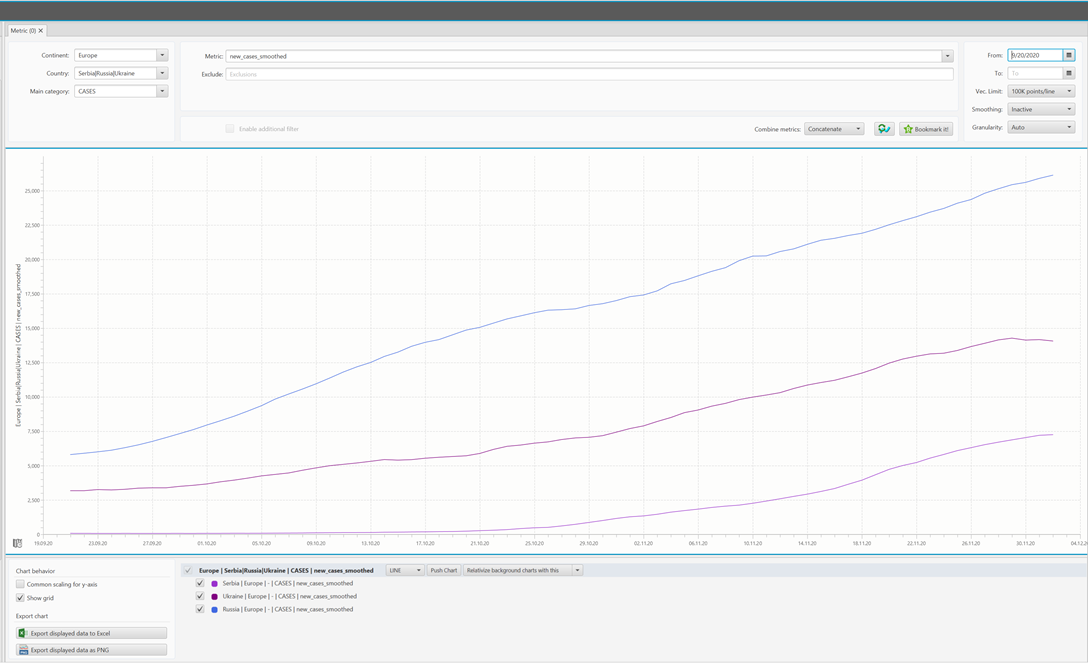 Metric (0) ✕
Continent: Europe
Country: Serbia|Russia|Ukraine
Main category: CASES
Metric: new_cases_smoothed
Exclude: Exclusions
Enable additional filter
Combine metrics: Concatenate
Bookmark it!
From: 9/20/2020
To: To
Vec. Limit: 100K points/line
Smoothing: Inactive
Granularity: Auto
Europe | Serbia|Russia|Ukraine | CASES | new_cases_smoothed
25,000
22,500
20,000
17,500
15,000
12,500
10,000
7,500
5,000
2,500
0
19.09.20 23.09.20 27.09.20 01.10.20 05.10.20 09.10.20 13.10.20 17.10.20 21.10.20 25.10.20 29.10.20 02.11.20 06.11.20 10.11.20 14.11.20 18.11.20 22.11.20 26.11.20 30.11.20 04.12.20
Chart behavior
Common scaling for y-axis
Show grid
Export chart
Export displayed data to Excel
Export displayed data as PNG
Europe | Serbia|Russia|Ukraine | CASES | new_cases_smoothed LINE Push Chart Relativize background charts with this
Serbia | Europe | - | CASES | new_cases_smoothed
Ukraine | Europe | - | CASES | new_cases_smoothed
Russia | Europe | - | CASES | new_cases_smoothed